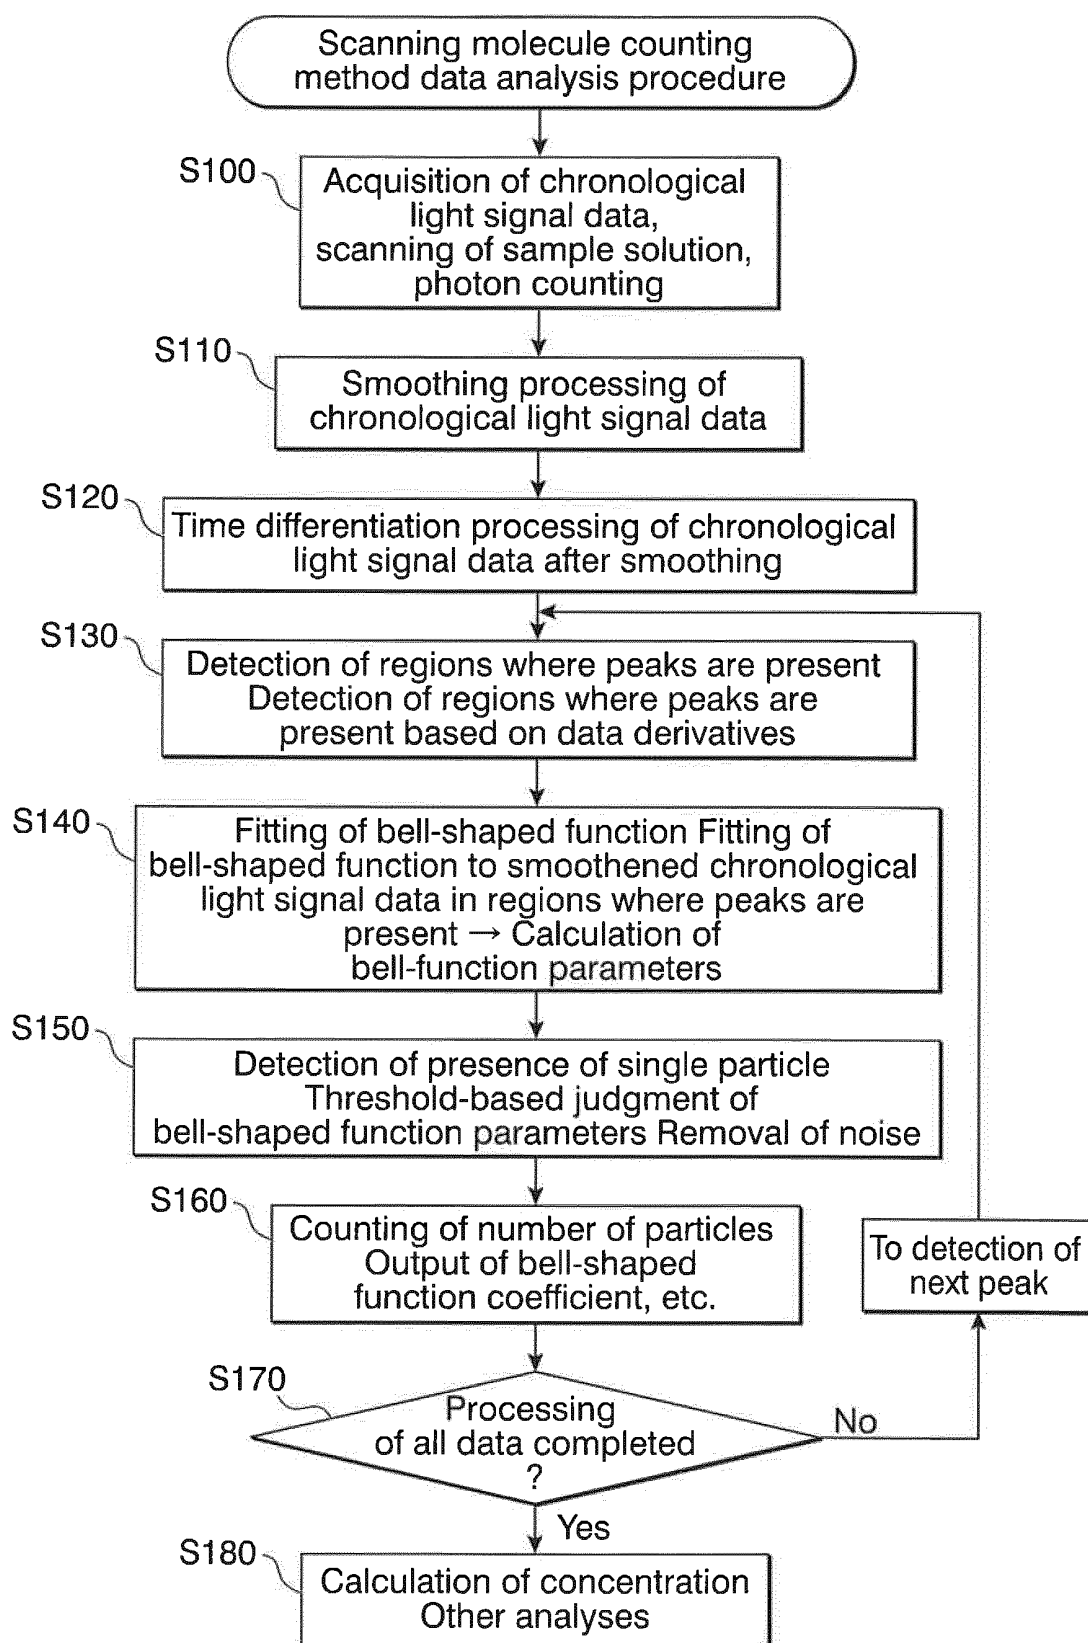 Scanning molecule counting
method data analysis procedure
S100
Acquisition of chronological
light signal data,
scanning of sample solution,
photon counting
S110
Smoothing processing of
chronological light signal data
S120
Time differentiation processing of chronological
light signal data after smoothing
S130
Detection of regions where peaks are present
Detection of regions where peaks are
present based on data derivatives
S140
Fitting of bell-shaped function Fitting of
bell-shaped function to smoothened chronological
light signal data in regions where peaks are
present → Calculation of
bell-function parameters
S150
Detection of presence of single particle
Threshold-based judgment of
bell-shaped function parameters Removal of noise
S160
Counting of number of particles
Output of bell-shaped
function coefficient, etc.
To detection of
next peak
S170
Processing
of all data completed
?
No
Yes
S180
Calculation of concentration
Other analyses